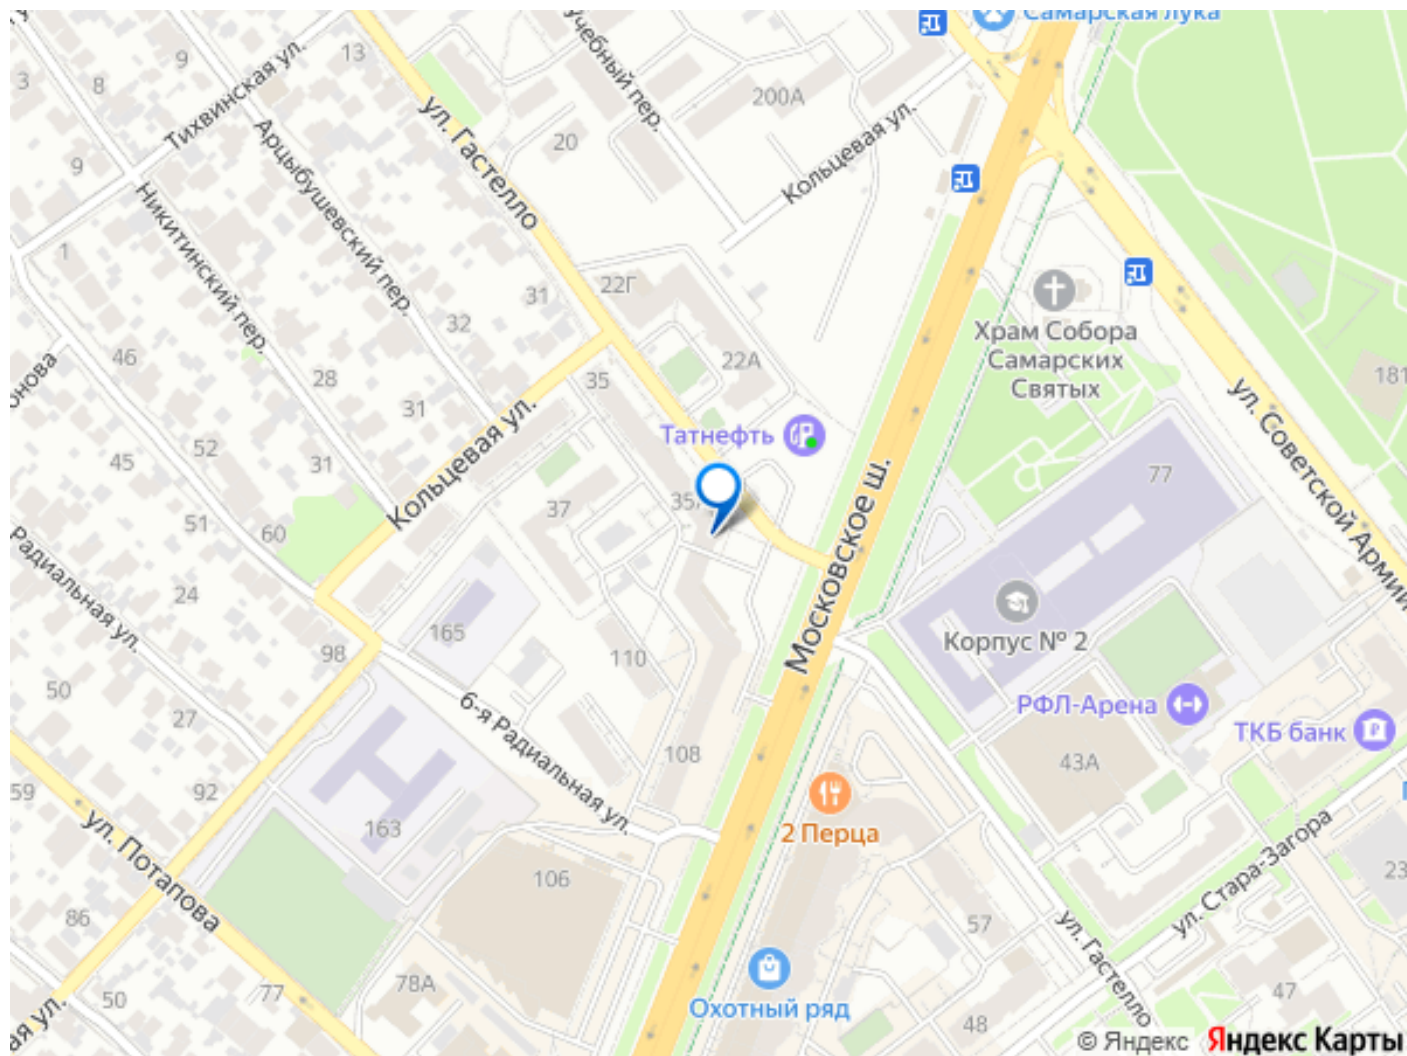 Самарская лука
13
9
3
8
Тихвинская ул.
Учебный пер.
200А
ул. Гастелло
20
Кольцевая ул.
9
Арцыбушевский пер.
Никитинский пер.
1
22Г
31
32
Храм Собора
Самарских
Святых
46
22А
28
35
181
31
ул. Советской Армии
52
Татнефть
45
31
Кольцевая ул.
77
37
51
60
Московское ш.
Радиальная ул.
24
Корпус № 2
165
98
110
50
РФЛ-Арена
27
6-я Радиальная ул.
ТКБ банк
108
43А
59
92
ул. Потапова
163
2 Перца
ул. Стара-Загора
106
23
86
57
ул. Гастелло
78А
77
50
Охотный ряд
47
48
© Яндекс Яндекс Карты